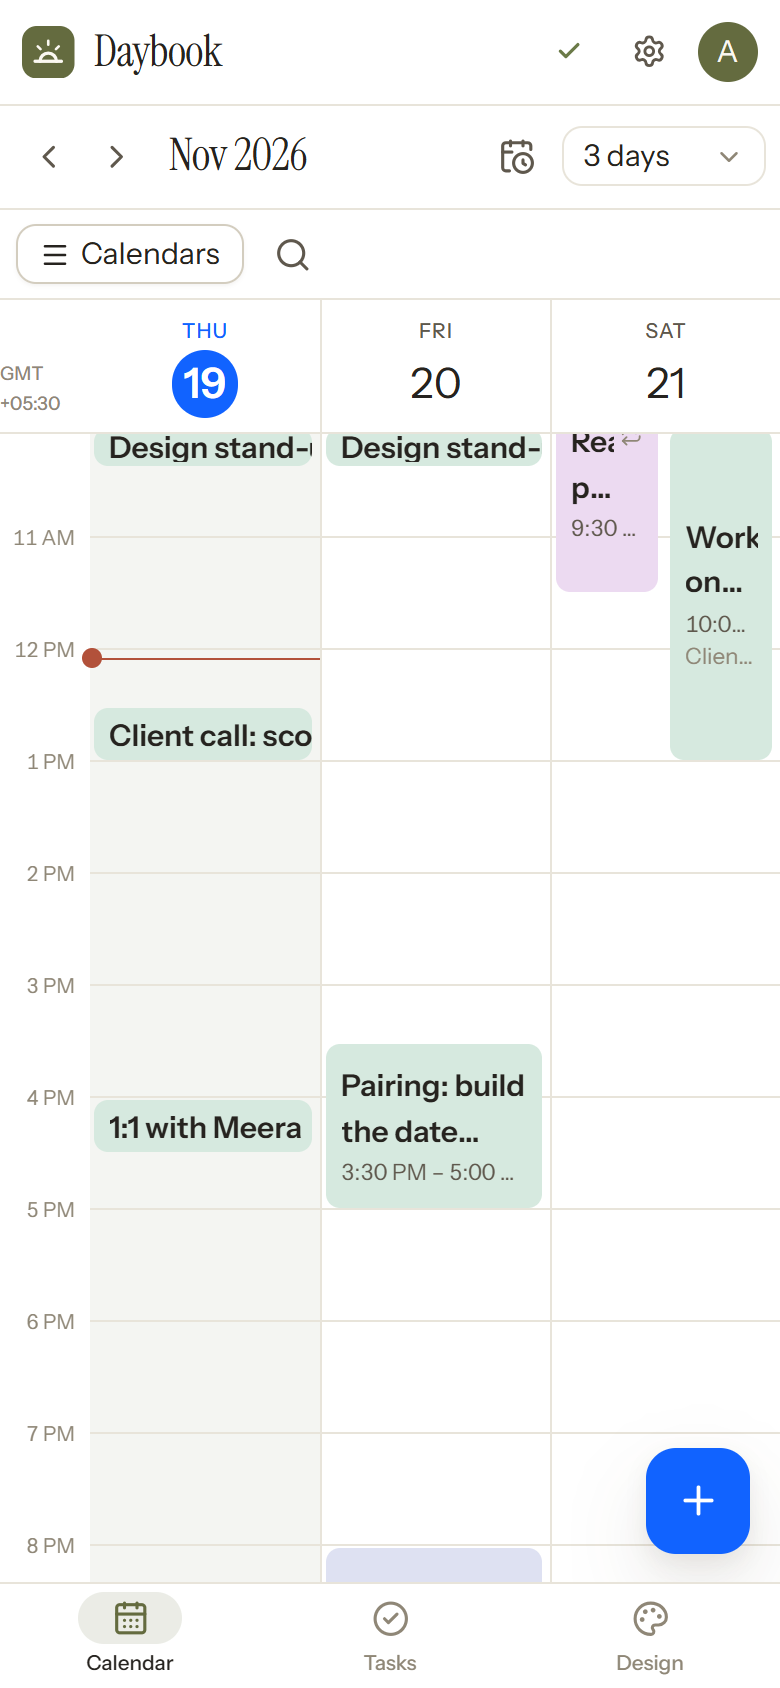 Daybook
A
Nov 2026
3 days
Calendars
GMT
+05:30
THU
19
FRI
20
SAT
21
Design stand-
Design stand-
p...
9:30 ...
11 AM
Work
on...
10:0...
Clien...
12 PM
Client call: sco
1 PM
2 PM
3 PM
4 PM
1:1 with Meera
Pairing: build
the date...
3:30 PM – 5:00 ...
5 PM
6 PM
7 PM
8 PM
Calendar
Tasks
Design